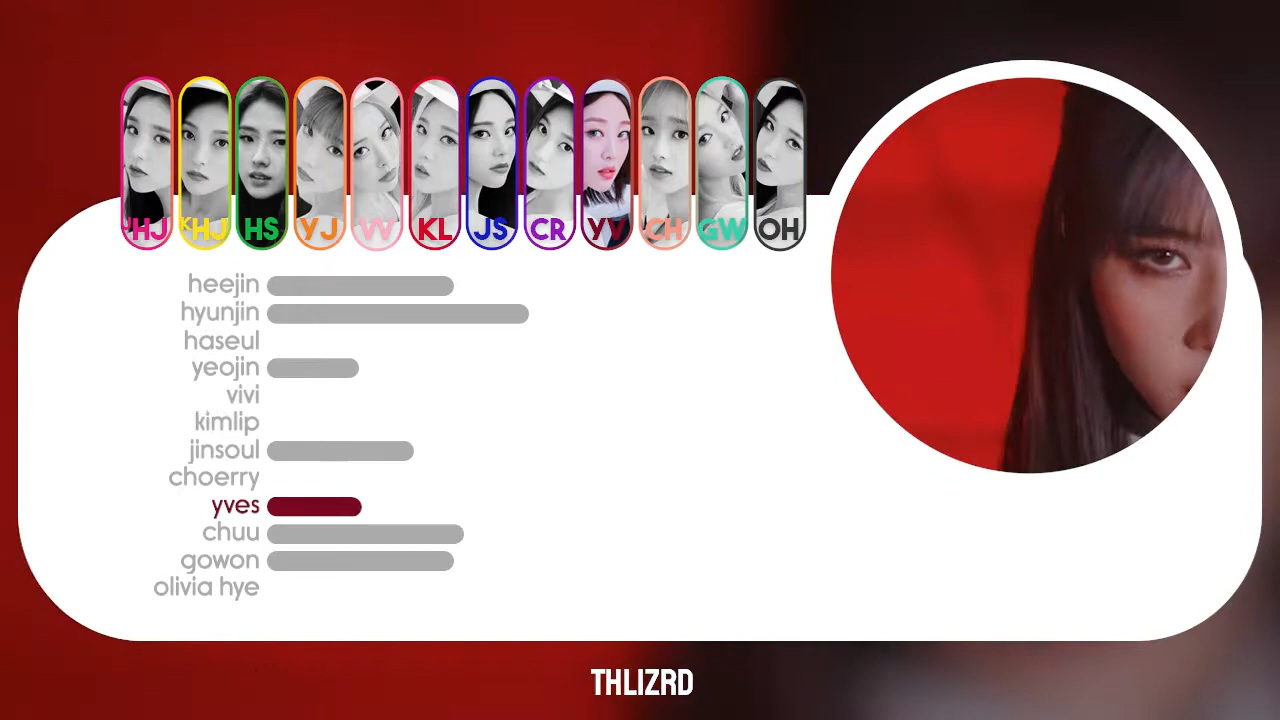 HJ
KHJ
HS
YJ
VV
KL
JS
CR
YV
CH
GW
OH
heejin
hyunjin
haseul
yeojin
vivi
kimlip
jinsoul
choerry
yves
chuu
gowon
olivia hye
THLIZRD